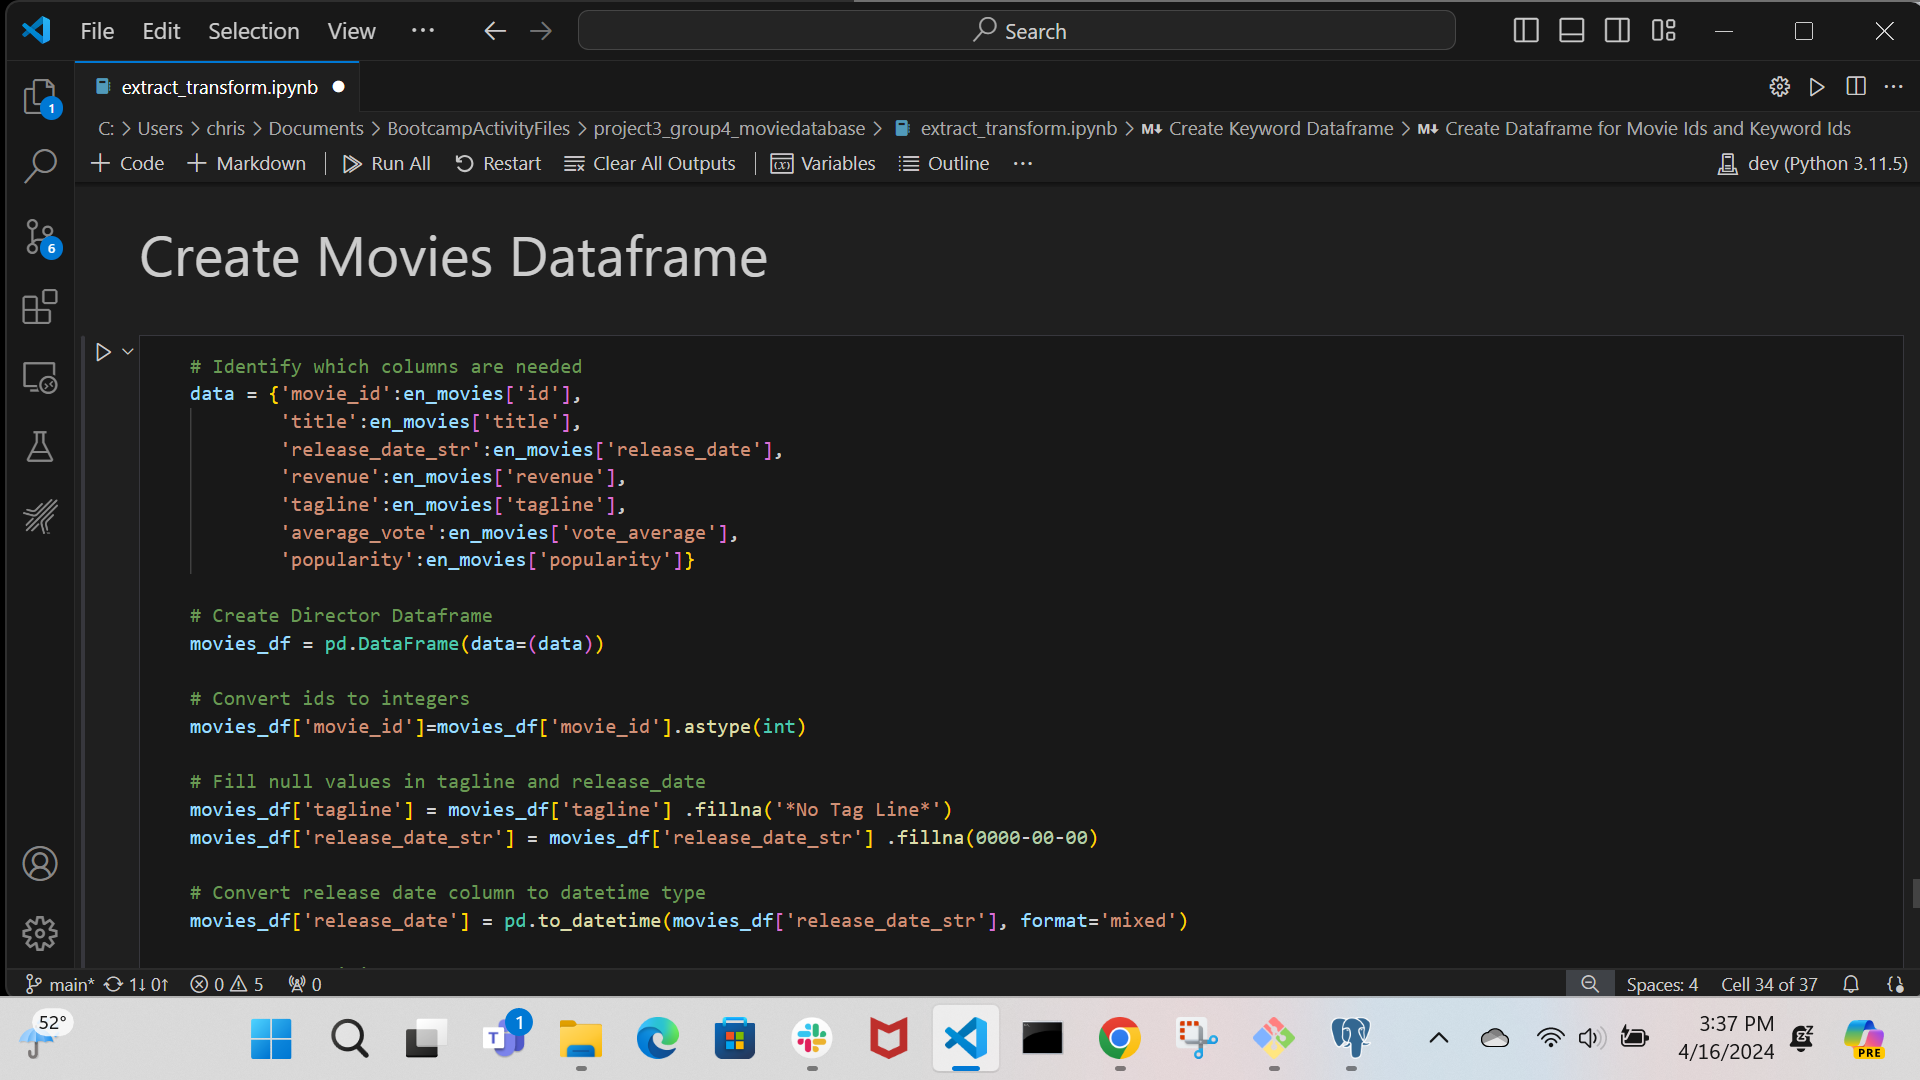 File Edit Selection View ··· Search
extract_transform.ipynb
C: > Users > chris > Documents > BootcampActivityFiles > project3_group4_moviedatabase > extract_transform.ipynb > M↓ Create Keyword Dataframe > M↓ Create Dataframe for Movie Ids and Keyword Ids
+ Code + Markdown | Run All Restart Clear All Outputs | Variables Outline ··· dev (Python 3.11.5)
1
6
Create Movies Dataframe
# Identify which columns are needed
data = {'movie_id':en_movies['id'],
'title':en_movies['title'],
'release_date_str':en_movies['release_date'],
'revenue':en_movies['revenue'],
'tagline':en_movies['tagline'],
'average_vote':en_movies['vote_average'],
'popularity':en_movies['popularity']}
# Create Director Dataframe
movies_df = pd.DataFrame(data=(data))
# Convert ids to integers
movies_df['movie_id']=movies_df['movie_id'].astype(int)
# Fill null values in tagline and release_date
movies_df['tagline'] = movies_df['tagline'] .fillna('*No Tag Line*')
movies_df['release_date_str'] = movies_df['release_date_str'] .fillna(0000-00-00)
# Convert release date column to datetime type
movies_df['release_date'] = pd.to_datetime(movies_df['release_date_str'], format='mixed')
main* 1↓ 0↑ 0 5 0 Spaces: 4 Cell 34 of 37
52° T 1 3:37 PM
4/16/2024 PRE